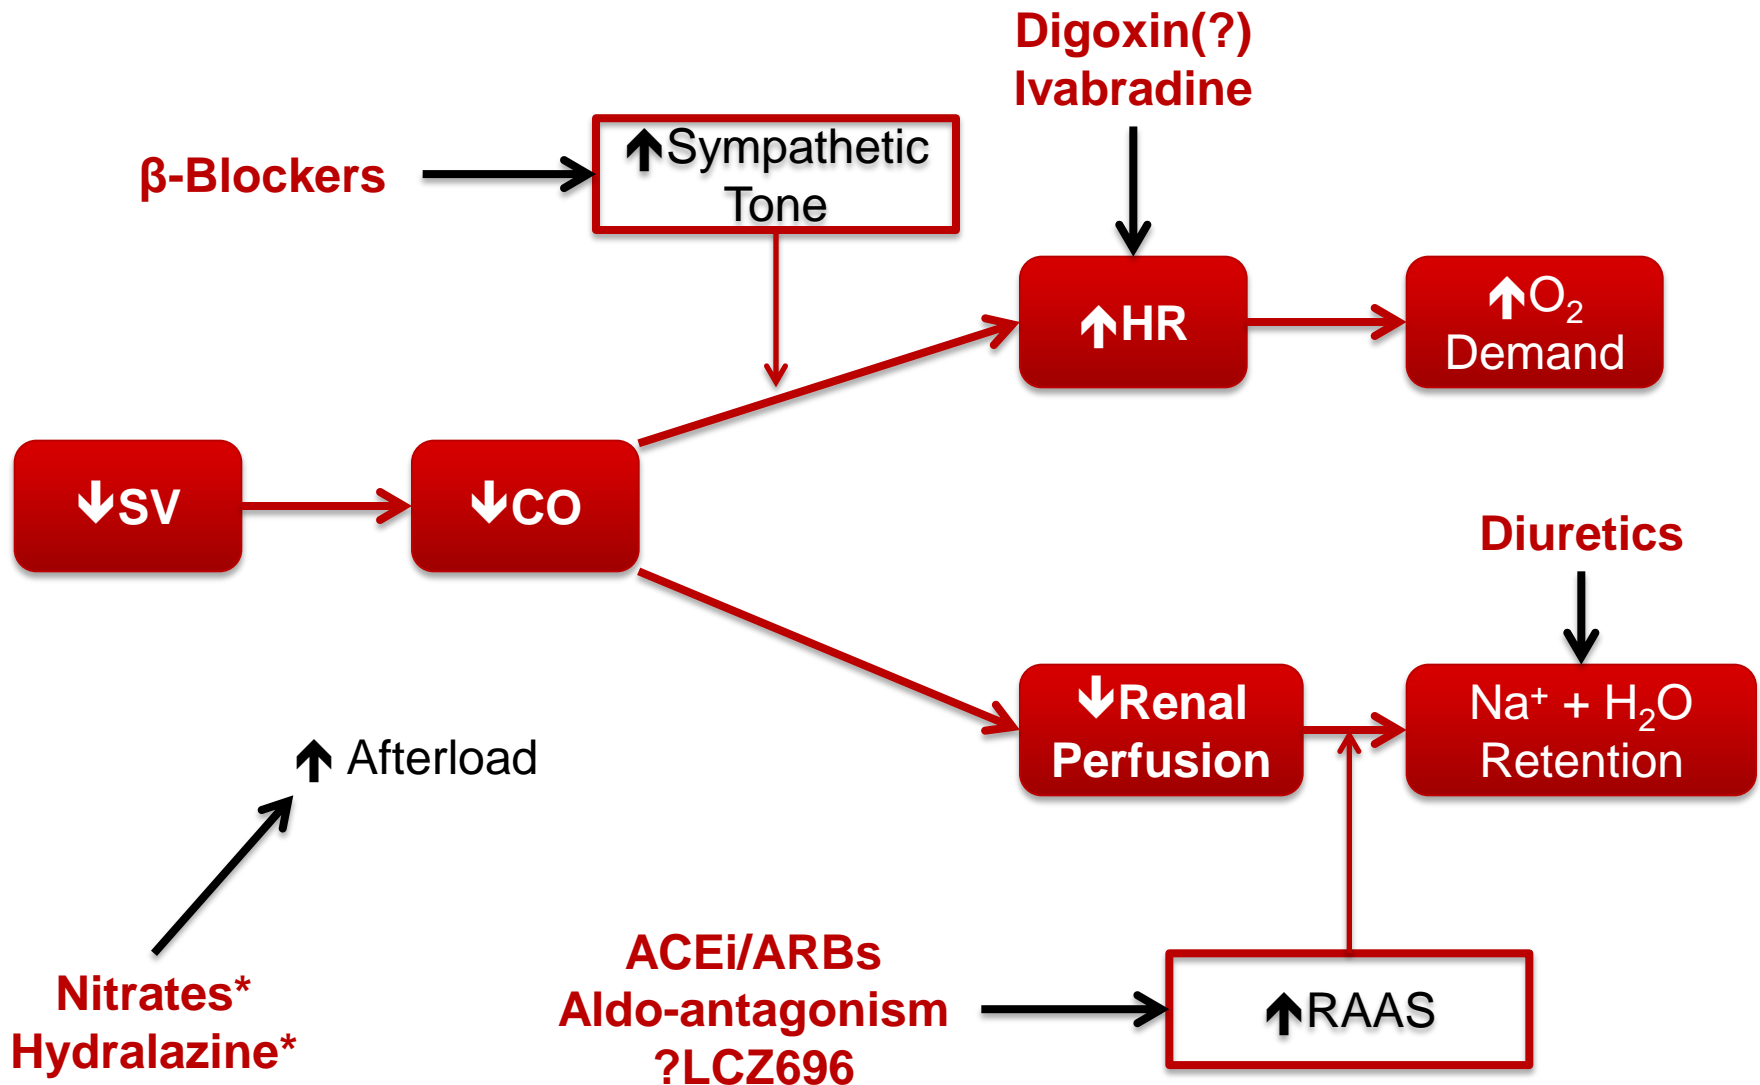 Digoxin(?)
Ivabradine
β-Blockers
↑Sympathetic
Tone
↑HR
↑O₂
Demand
↓SV
↓CO
Diuretics
↓Renal
Perfusion
Na⁺ + H₂O
Retention
↑ Afterload
Nitrates*
Hydralazine*
ACEi/ARBs
Aldo-antagonism
?LCZ696
↑RAAS